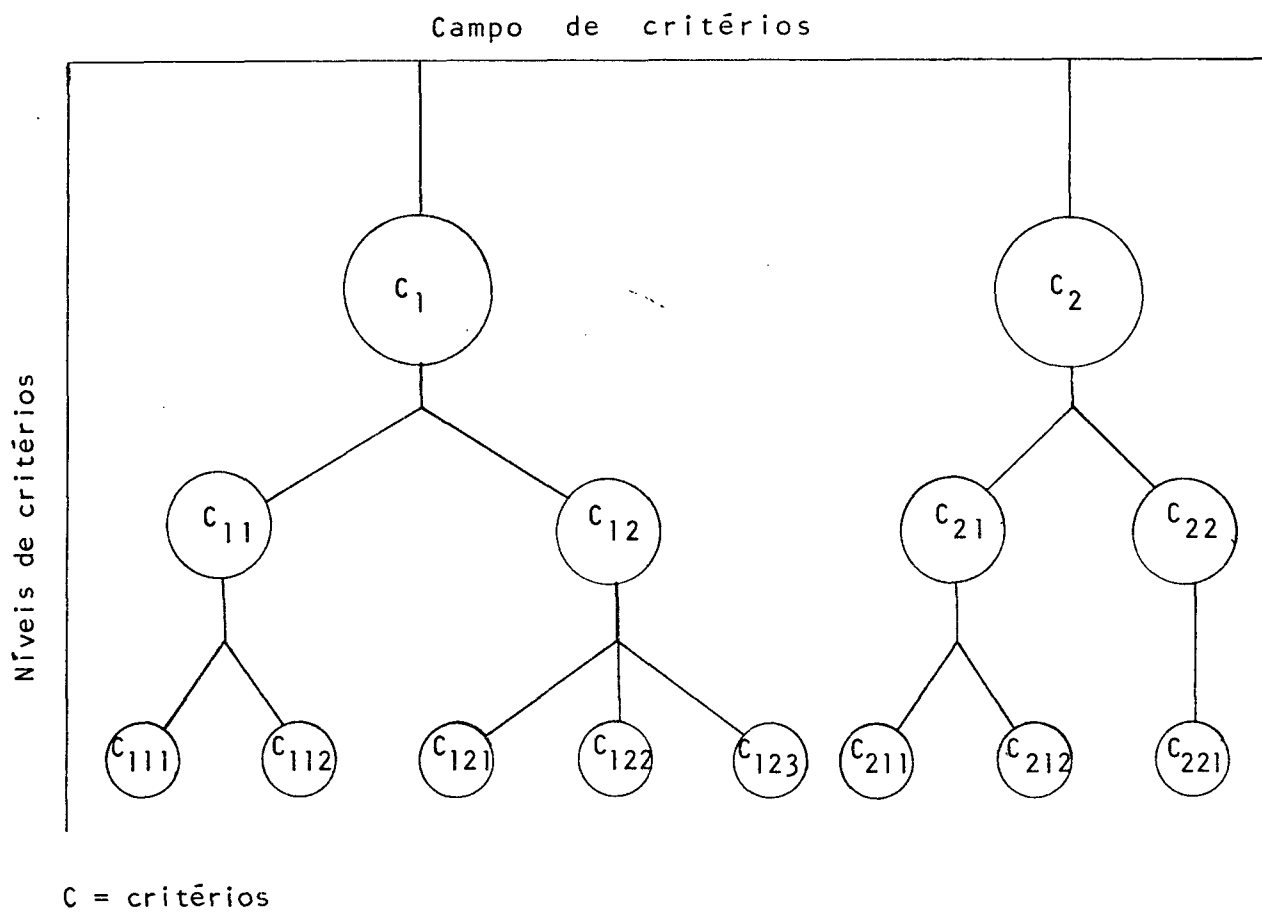 Campo de critérios
Níveis de critérios
C1 C2
C11 C12 C21 C22
C111 C112 C121 C122 C123 C211 C212 C221
C = critérios